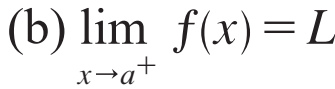 (b) lim f(x) = L
x→a⁺